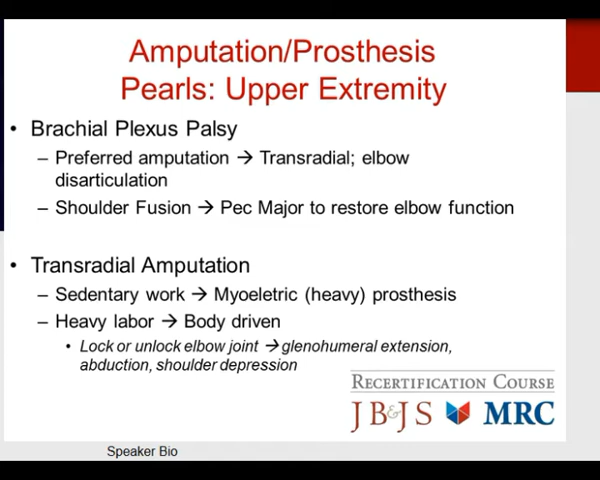 Amputation/Prosthesis
Pearls: Upper Extremity
• Brachial Plexus Palsy
– Preferred amputation → Transradial; elbow
disarticulation
– Shoulder Fusion → Pec Major to restore elbow function
• Transradial Amputation
– Sedentary work → Myoeletric (heavy) prosthesis
– Heavy labor → Body driven
• Lock or unlock elbow joint → glenohumeral extension,
abduction, shoulder depression
RECERTIFICATION COURSE
JB&JS MRC
Speaker Bio